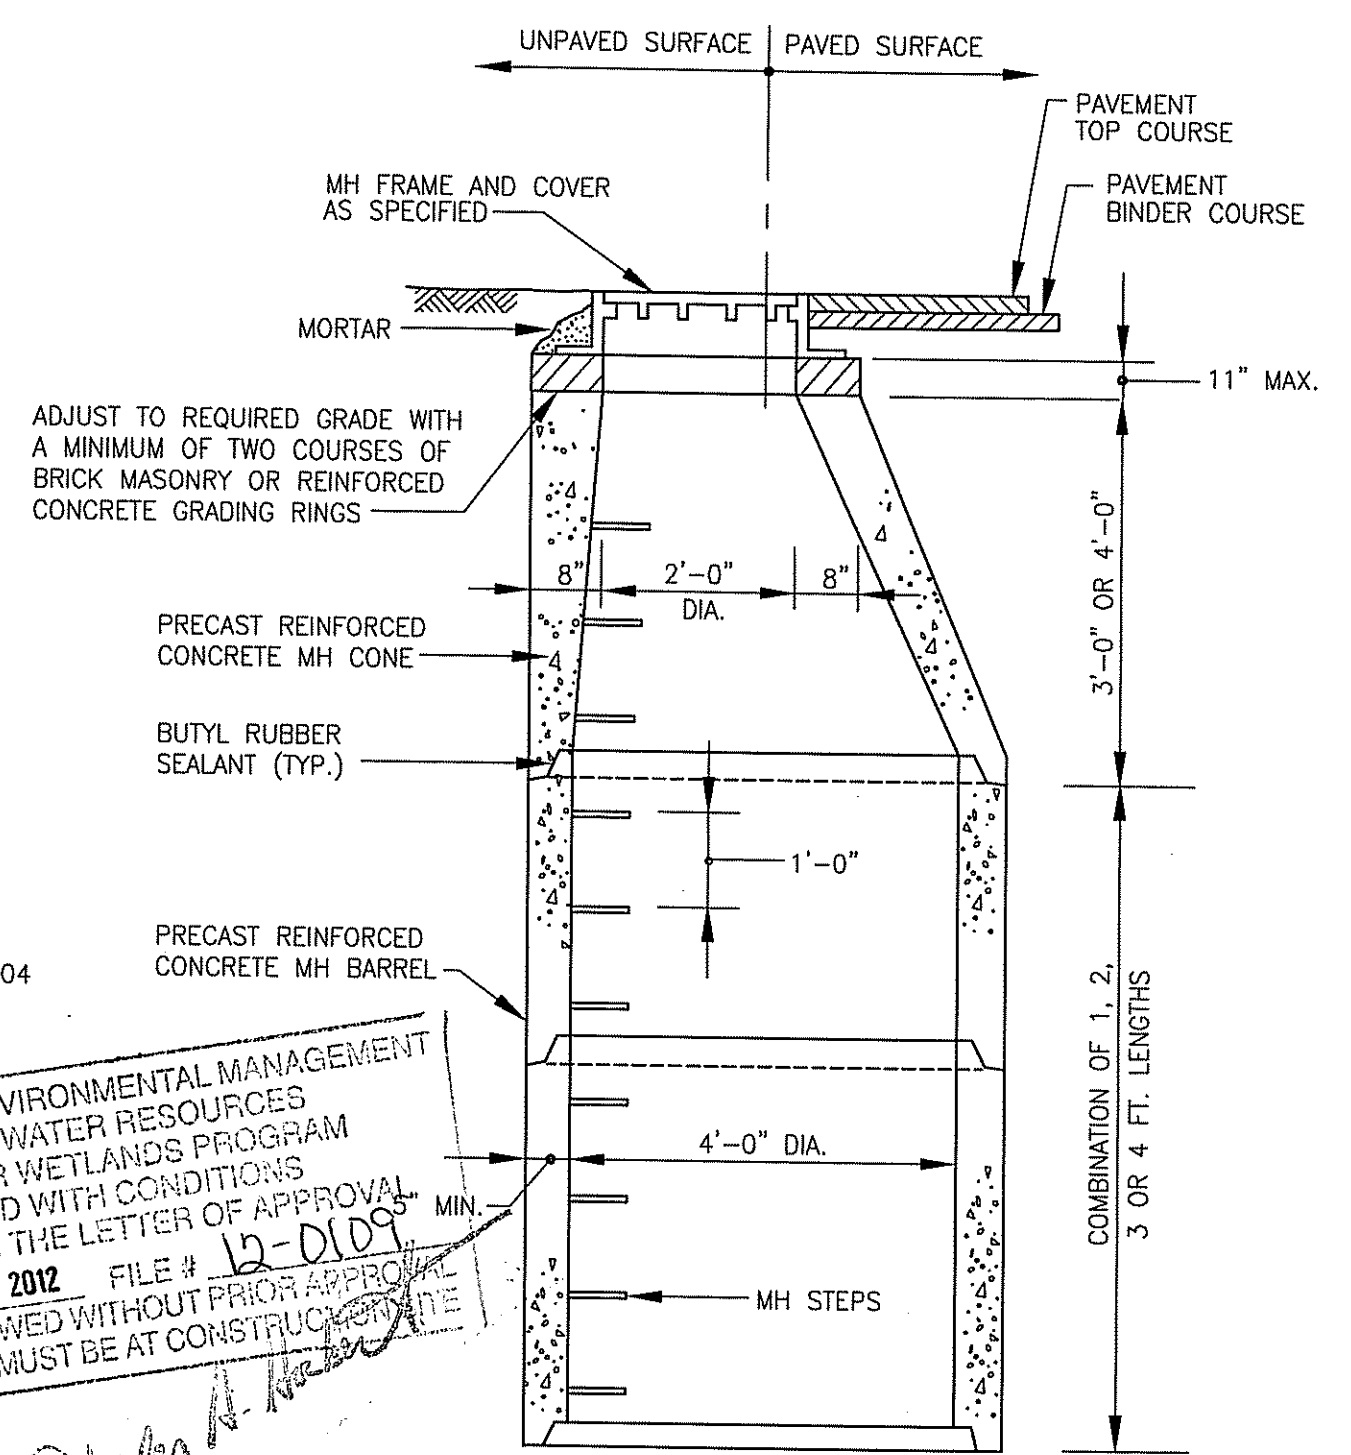 UNPAVED SURFACE
PAVED SURFACE
PAVEMENT
TOP COURSE
PAVEMENT
BINDER COURSE
MH FRAME AND COVER
AS SPECIFIED
MORTAR
11" MAX.
ADJUST TO REQUIRED GRADE WITH
A MINIMUM OF TWO COURSES OF
BRICK MASONRY OR REINFORCED
CONCRETE GRADING RINGS
3'-0" OR 4'-0"
8"
2'-0"
DIA.
8"
PRECAST REINFORCED
CONCRETE MH CONE
BUTYL RUBBER
SEALANT (TYP.)
1'-0"
PRECAST REINFORCED
CONCRETE MH BARREL
04
COMBINATION OF 1, 2,
3 OR 4 FT. LENGTHS
4'-0" DIA.
5" MIN.
MH STEPS
VIRONMENTAL MANAGEMENT
WATER RESOURCES
R WETLANDS PROGRAM
D WITH CONDITIONS
THE LETTER OF APPROVAL
2012 FILE # 12-0109
WED WITHOUT PRIOR APPROVAL
MUST BE AT CONSTRUCTION SITE